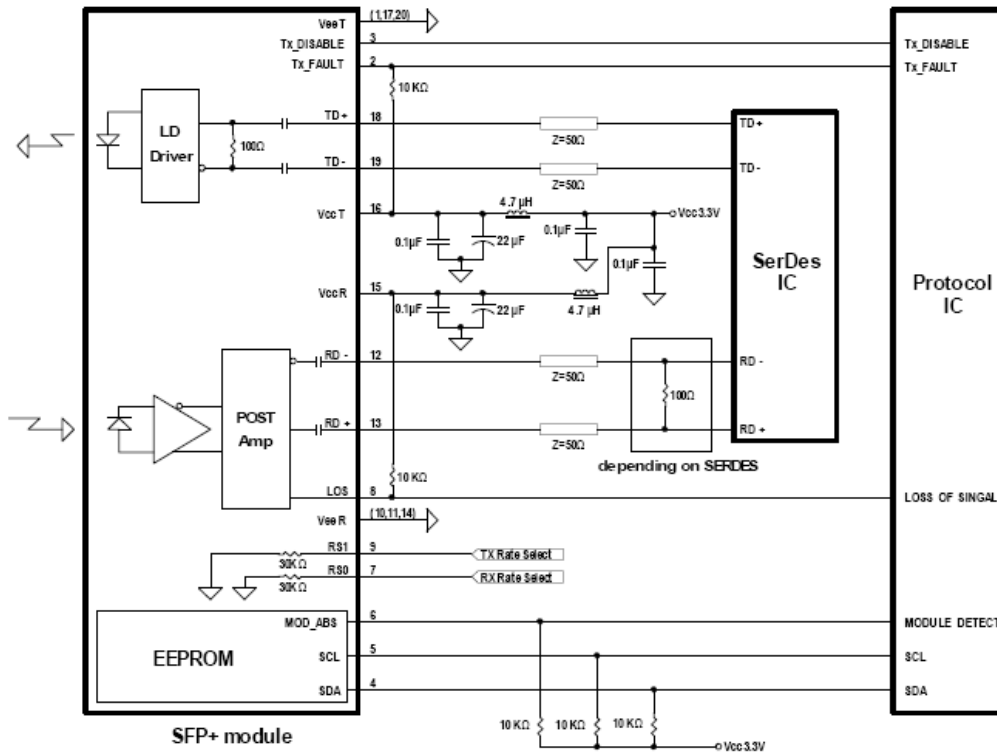 VeeT (1,17,20)
Tx_DISABLE 3 Tx_DISABLE
Tx_FAULT 2 Tx_FAULT
10 KΩ
LD
Driver
100Ω
TD+ 18 Z=50Ω TD+
TD- 19 Z=50Ω TD-
VccT 16 4.7 µH Vcc3.3V
0.1µF 22 µF 0.1µF
0.1µF
SerDes
IC
Protocol
IC
VccR 15
0.1µF 22 µF 4.7 µH
RD - 12 Z=50Ω RD -
100Ω
POST
Amp
RD + 13 Z=50Ω RD +
depending on SERDES
10 KΩ
LOS 8 LOSS OF SINGAL
VeeR (10,11,14)
RS1 9 TX Rate Select
30KΩ
RS0 7 RX Rate Select
30KΩ
EEPROM
MOD_ABS 6 MODULE DETECT
SCL 5 SCL
SDA 4 SDA
10 KΩ 10 KΩ 10 KΩ
Vcc3.3V
SFP+ module